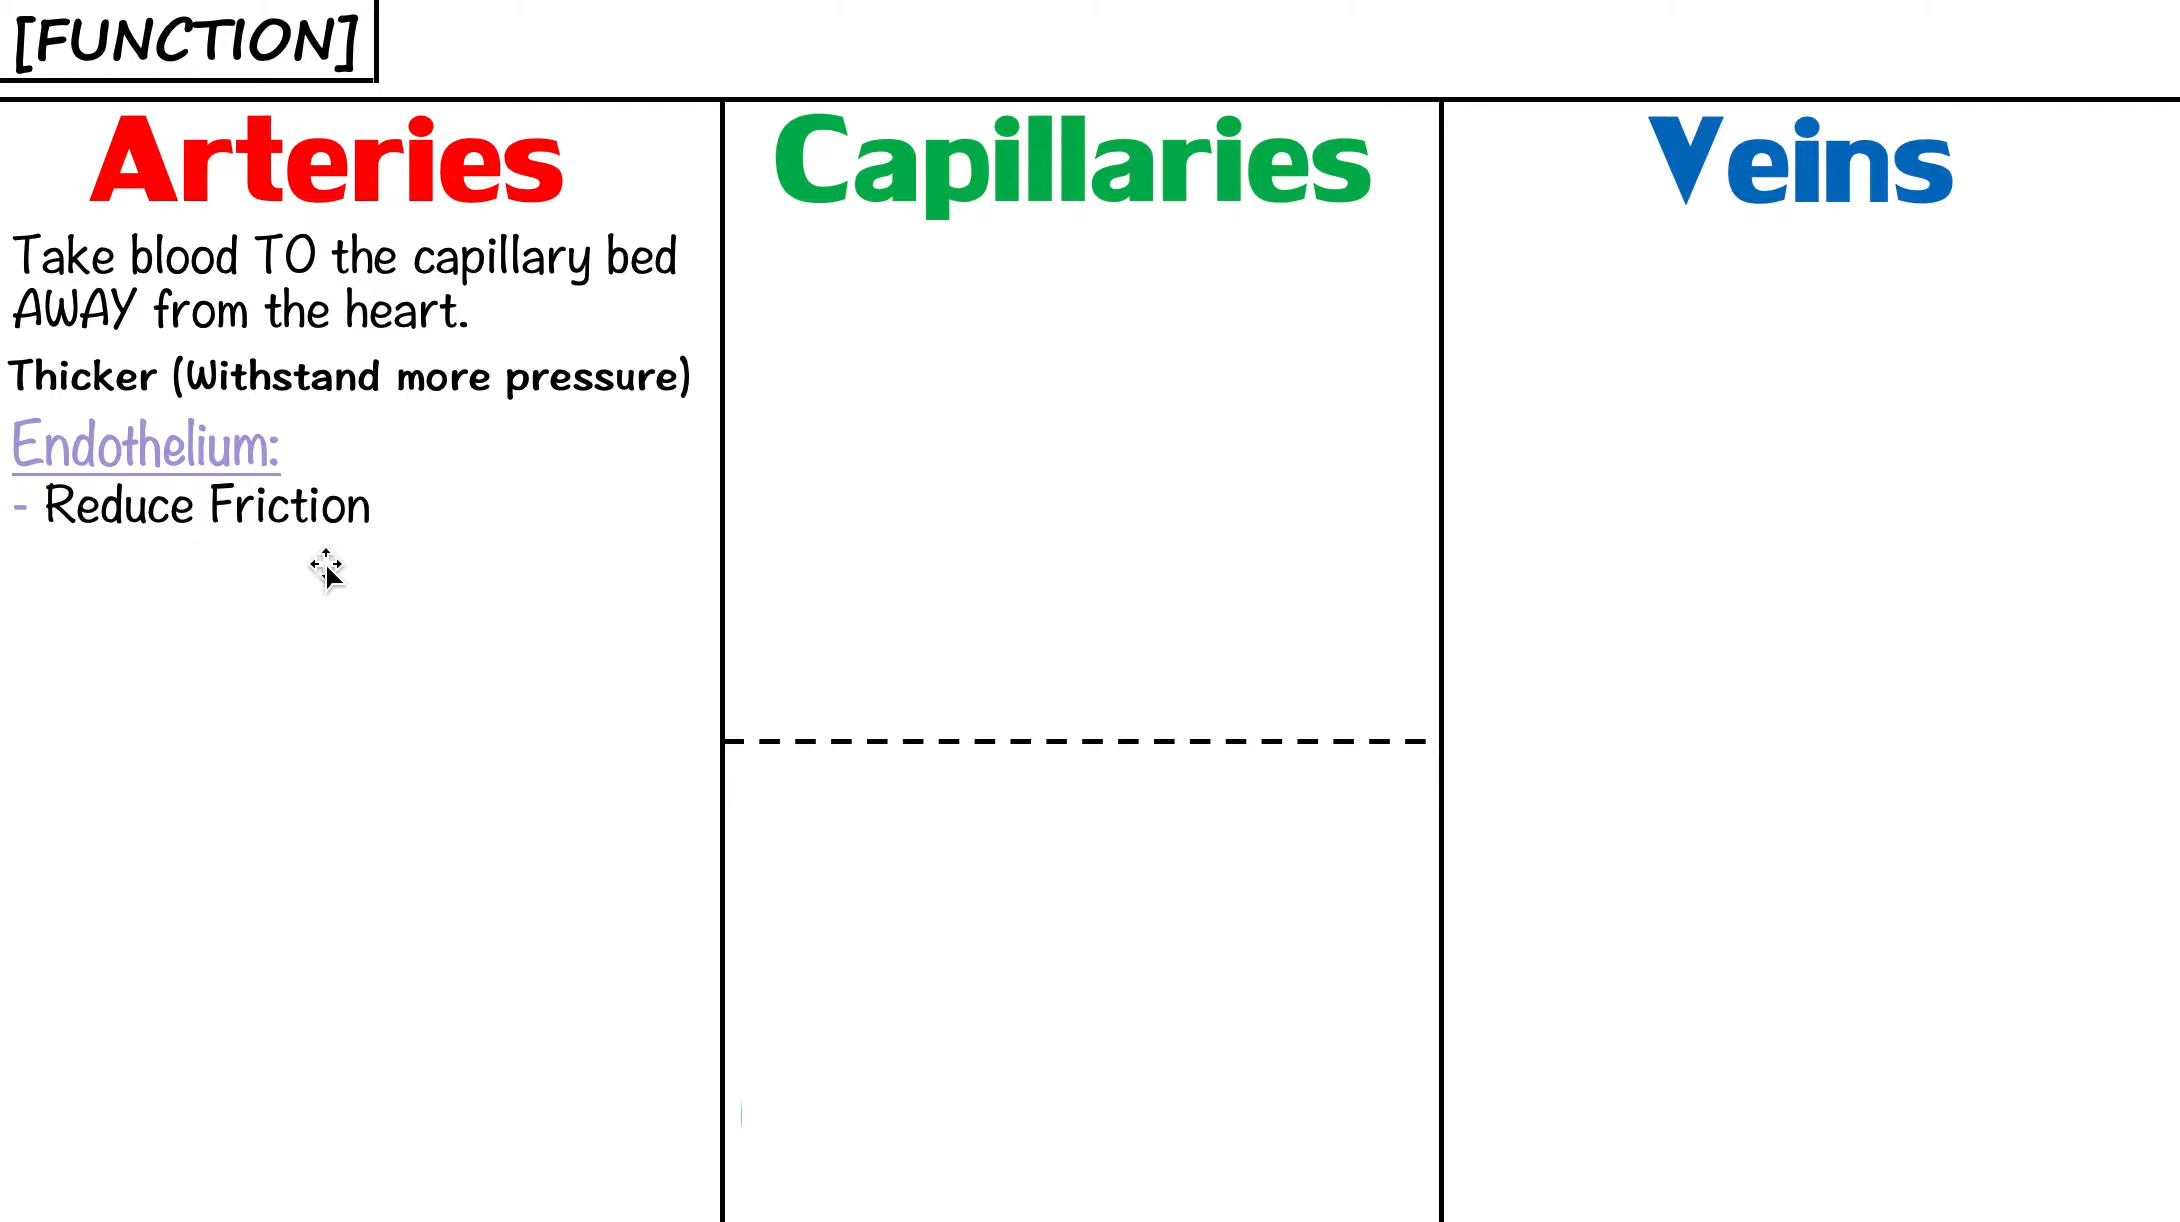 [FUNCTION]
Arteries
Take blood TO the capillary bed
AWAY from the heart.
Thicker (Withstand more pressure)
Endothelium:
- Reduce Friction
Capillaries
Veins